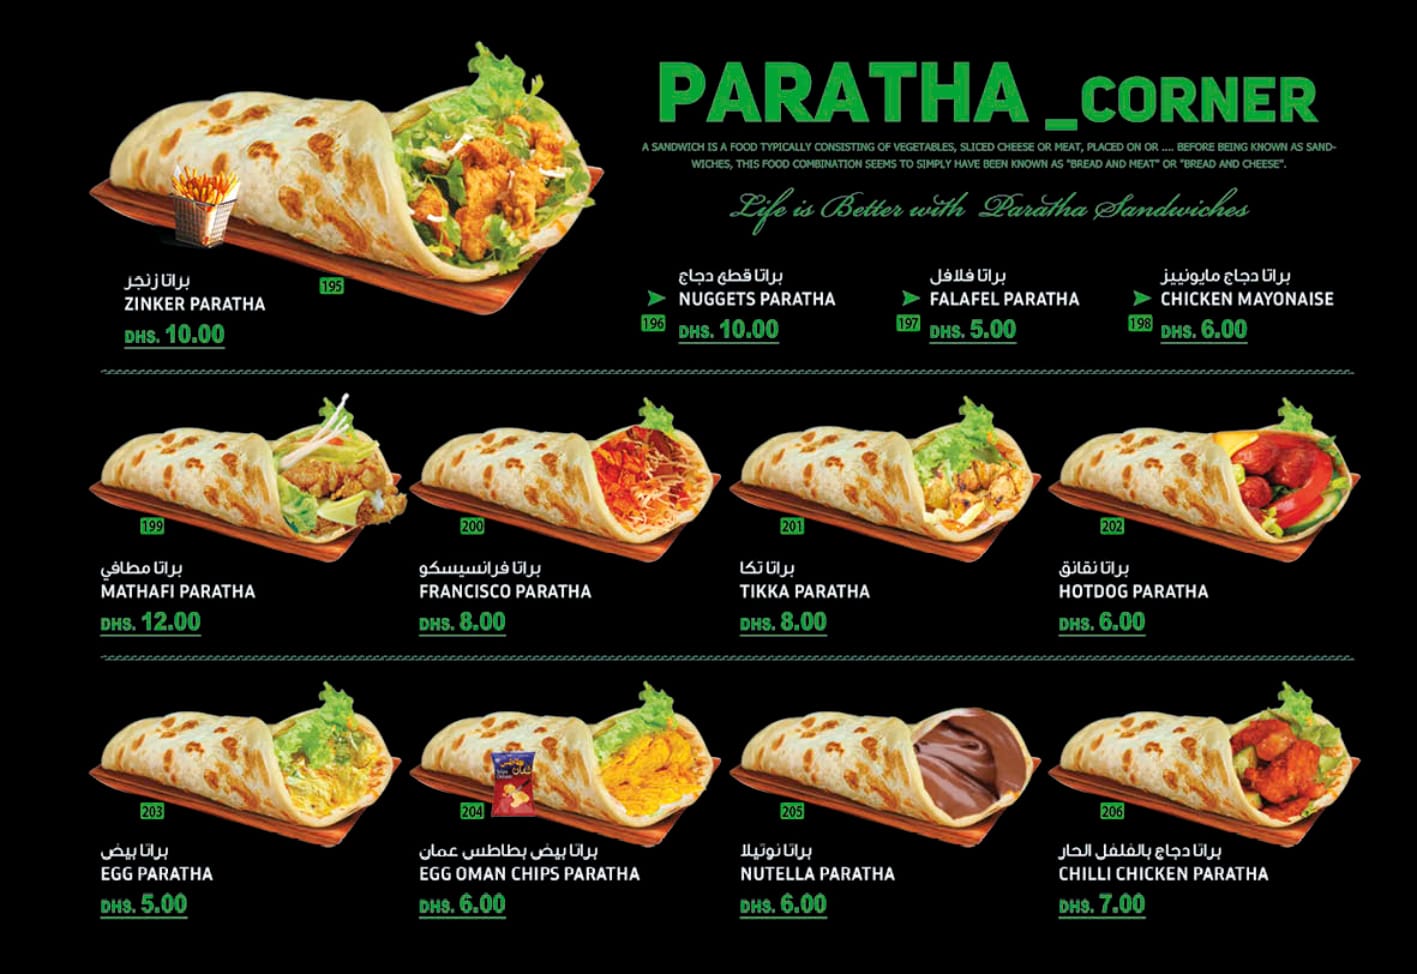 PARATHA _CORNER
A SANDWICH IS A FOOD TYPICALLY CONSISTING OF VEGETABLES, SLICED CHEESE OR MEAT, PLACED ON OR .... BEFORE BEING KNOWN AS SAND-
WICHES, THIS FOOD COMBINATION SEEMS TO SIMPLY HAVE BEEN KNOWN AS "BREAD AND MEAT" OR "BREAD AND CHEESE".
Life is Better with Paratha Sandwiches
براتا زنجر
195
ZINKER PARATHA
DHS. 10.00
براتا قطع دجاج
NUGGETS PARATHA
196
DHS. 10.00
براتا فلافل
FALAFEL PARATHA
197
DHS. 5.00
براتا دجاج مايونييز
CHICKEN MAYONAISE
198
DHS. 6.00
199
براتا مطافي
MATHAFI PARATHA
DHS. 12.00
200
براتا فرانسيسكو
FRANCISCO PARATHA
DHS. 8.00
201
براتا تكا
TIKKA PARATHA
DHS. 8.00
202
براتا نقانق
HOTDOG PARATHA
DHS. 6.00
203
براتا بيض
EGG PARATHA
DHS. 5.00
204
براتا بيض بطاطس عمان
EGG OMAN CHIPS PARATHA
DHS. 6.00
205
براتا نوتيلا
NUTELLA PARATHA
DHS. 6.00
206
براتا دجاج بالفلفل الحار
CHILLI CHICKEN PARATHA
DHS. 7.00